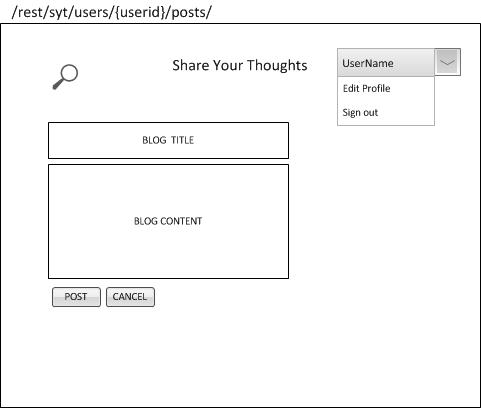 /rest/syt/users/{userid}/posts/
Share Your Thoughts
UserName
Edit Profile
Sign out
BLOG TITLE
BLOG CONTENT
POST
CANCEL